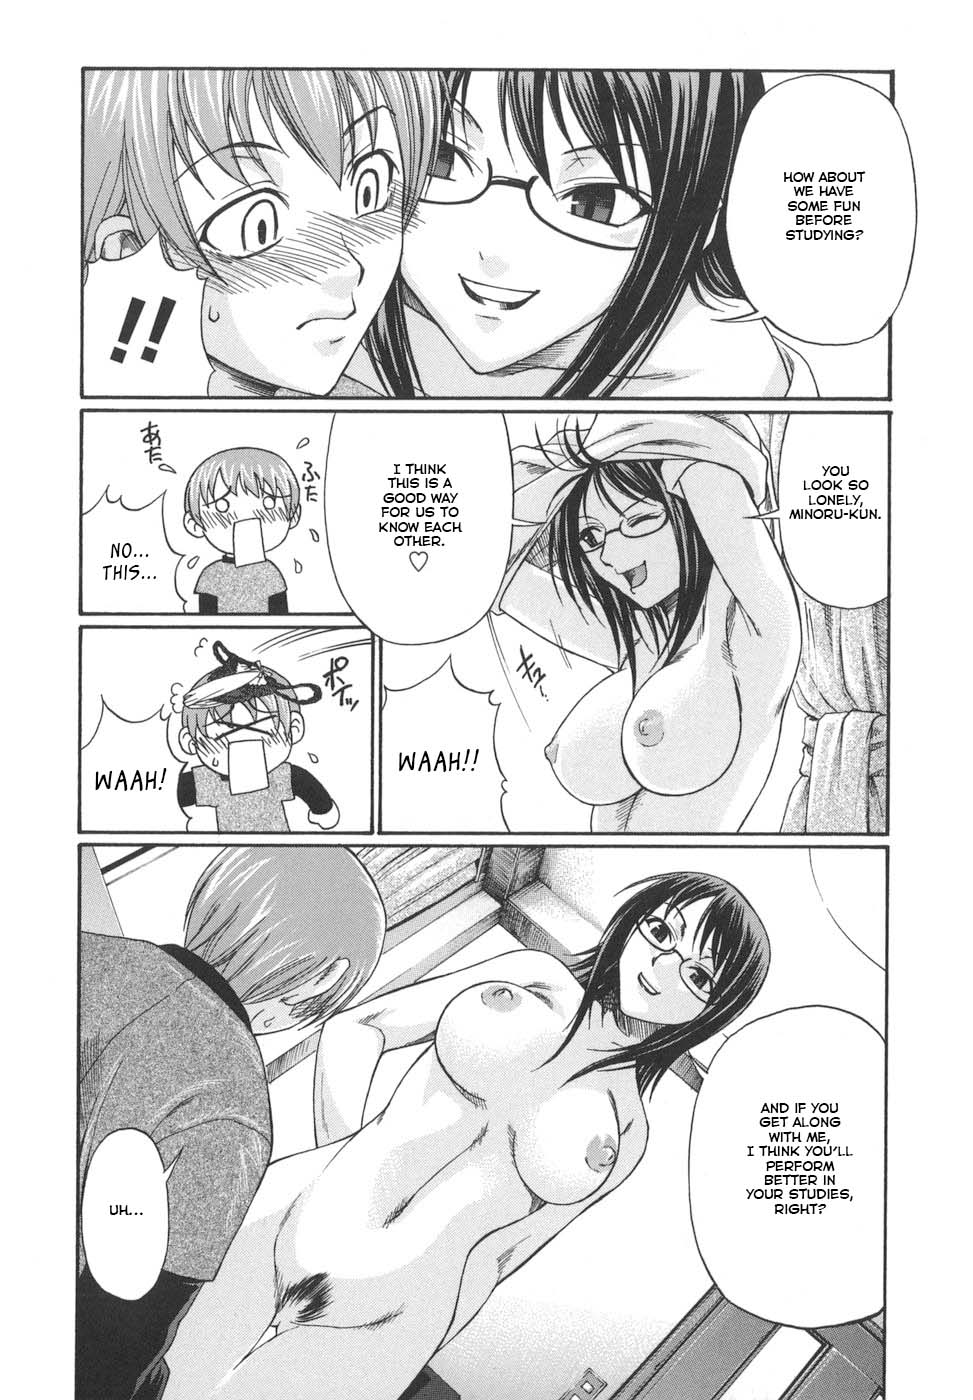 HOW ABOUT
WE HAVE
SOME FUN
BEFORE
STUDYING?
!!
YOU
LOOK SO
LONELY,
MINORU-KUN.
I THINK
THIS IS A
GOOD WAY
FOR US TO
KNOW EACH
OTHER.
♡
あた
ふた
NO...
THIS...
WAAH!!
ポイッ
WAAH!
AND IF YOU
GET ALONG
WITH ME,
I THINK YOU'LL
PERFORM
BETTER IN
YOUR STUDIES,
RIGHT?
UH...